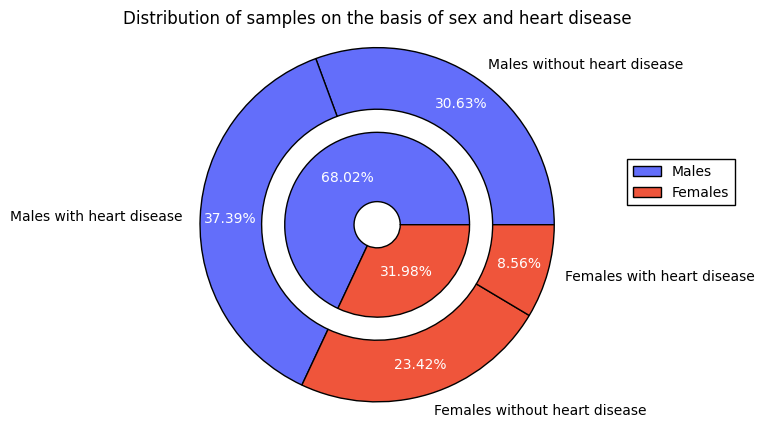 Distribution of samples on the basis of sex and heart disease
Males without heart disease
30.63%
68.02%
Males
Females
Males with heart disease
37.39%
31.98%
8.56%
Females with heart disease
23.42%
Females without heart disease